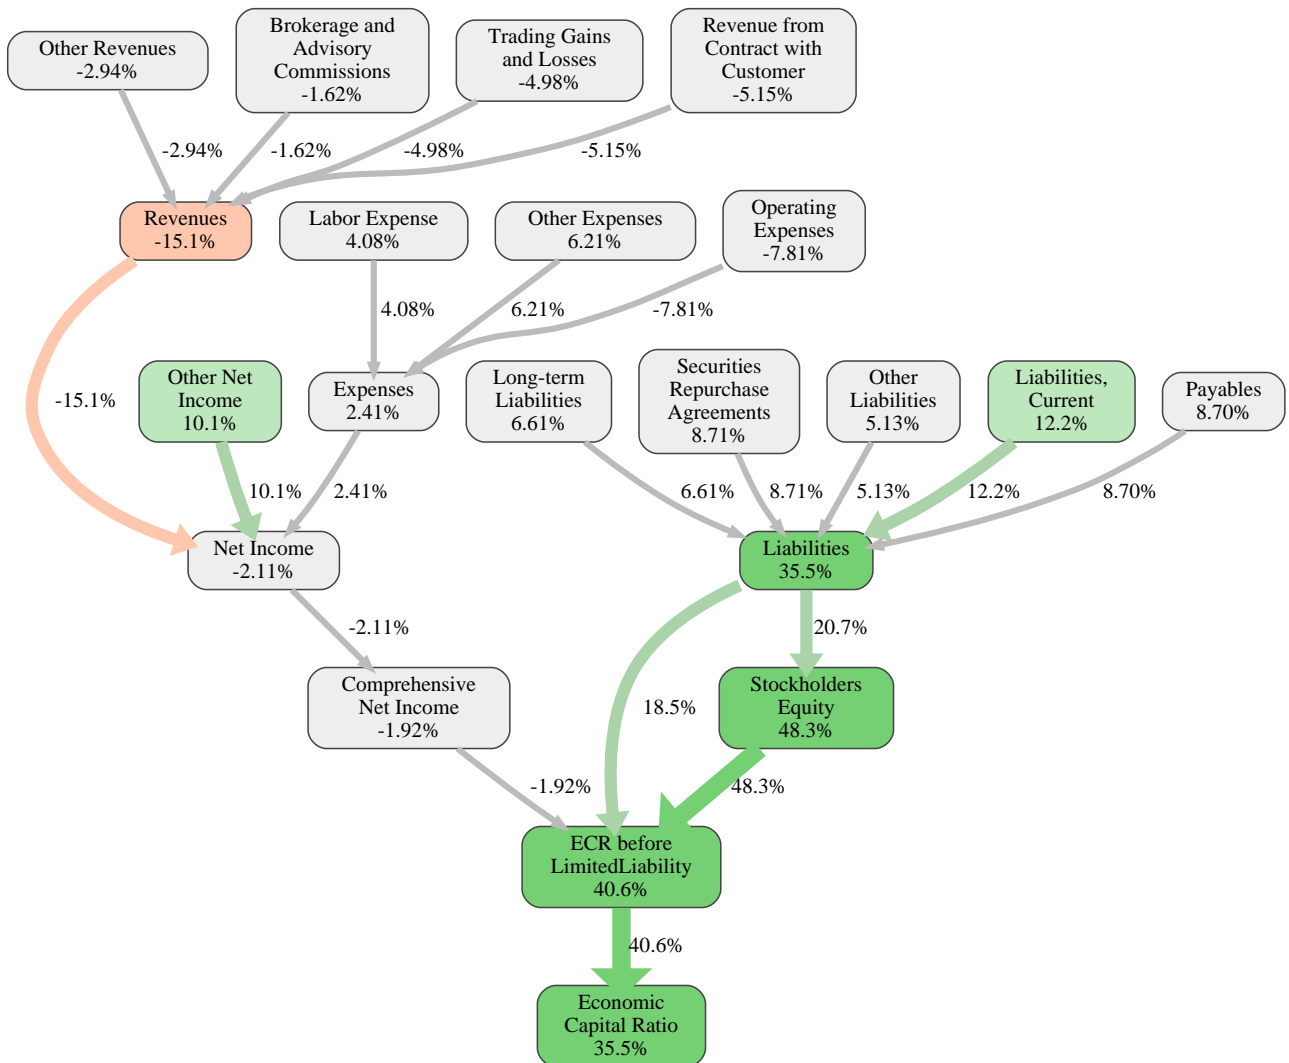 Other Revenues
-2.94%
Brokerage and
Advisory
Commissions
-1.62%
Trading Gains
and Losses
-4.98%
Revenue from
Contract with
Customer
-5.15%
-2.94%
-1.62%
-4.98%
-5.15%
Revenues
-15.1%
Labor Expense
4.08%
Other Expenses
6.21%
Operating
Expenses
-7.81%
4.08%
6.21%
-7.81%
-15.1%
Other Net
Income
10.1%
Expenses
2.41%
Long-term
Liabilities
6.61%
Securities
Repurchase
Agreements
8.71%
Other
Liabilities
5.13%
Liabilities,
Current
12.2%
Payables
8.70%
10.1%
2.41%
6.61%
8.71%
5.13%
12.2%
8.70%
Net Income
-2.11%
Liabilities
35.5%
-2.11%
20.7%
Comprehensive
Net Income
-1.92%
18.5%
Stockholders
Equity
48.3%
-1.92%
48.3%
ECR before
LimitedLiability
40.6%
40.6%
Economic
Capital Ratio
35.5%